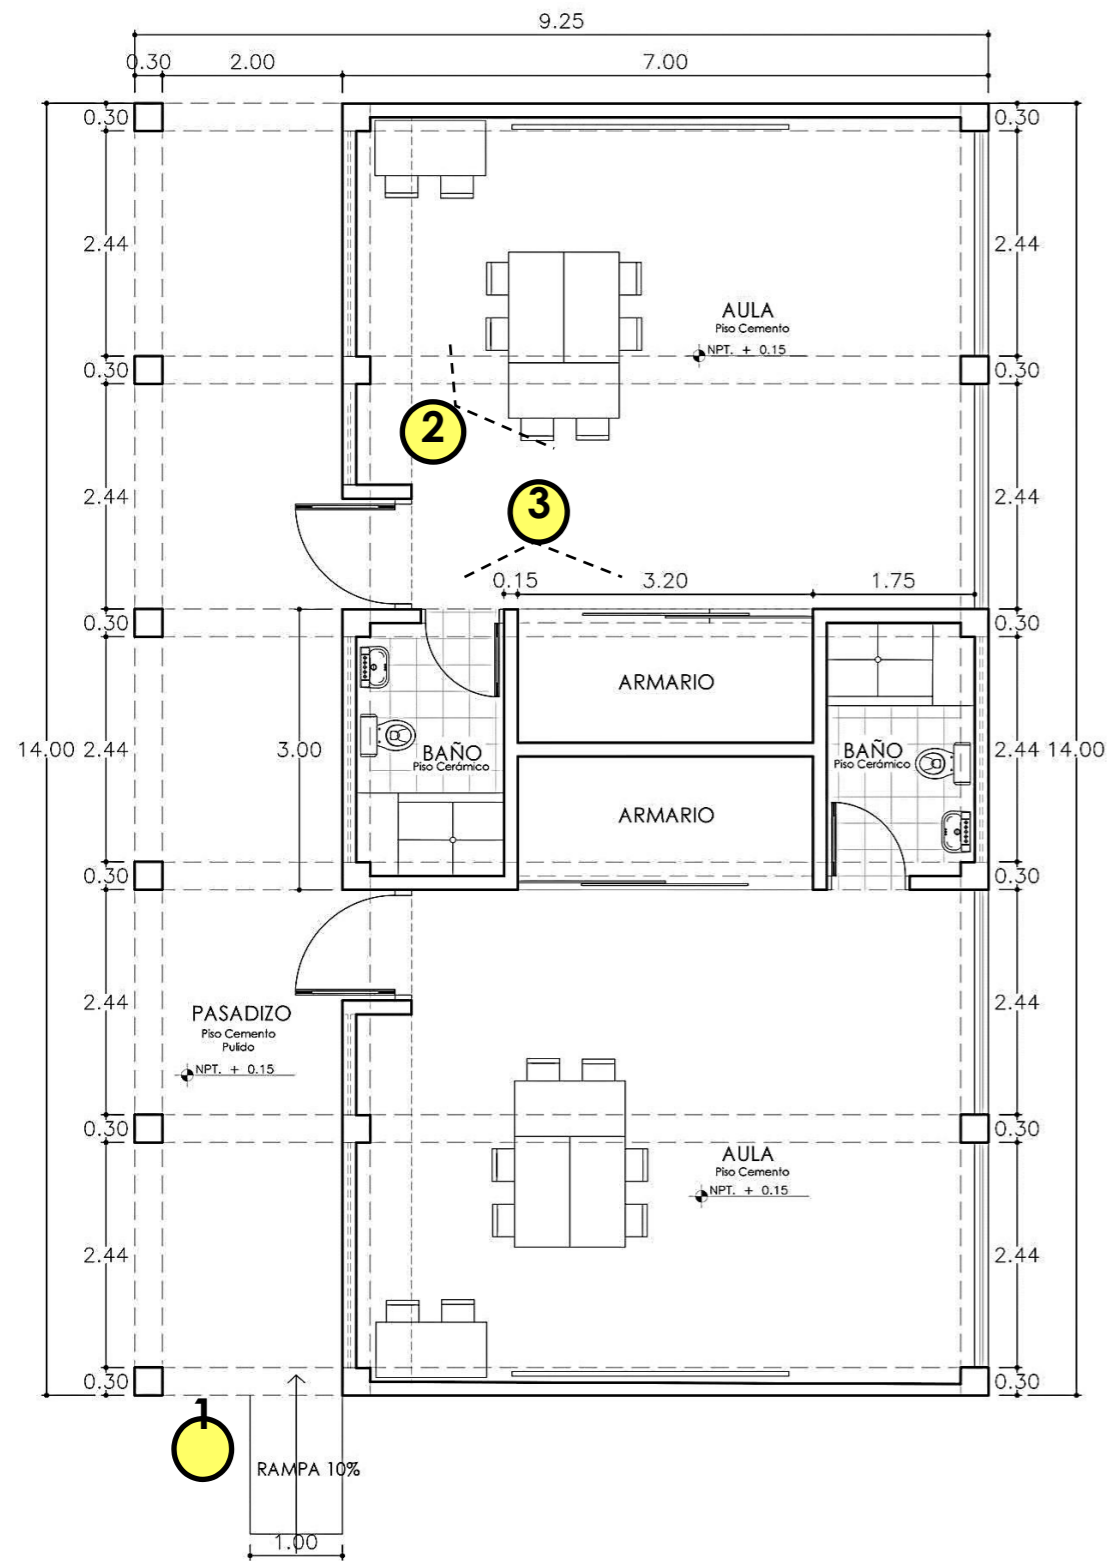 9.25
0.30 2.00 7.00
0.30 0.30
2.44 2.44
AULA
Piso Cemento
NPT. + 0.15
0.30 0.30
2
2.44 2.44
3
0.15 3.20 1.75
0.30 0.30
ARMARIO
14.00 2.44 3.00 2.44 14.00
BAÑO
Piso Cerámico
BAÑO
Piso Cerámico
ARMARIO
0.30 0.30
2.44 2.44
PASADIZO
Piso Cemento
Pulido
NPT. + 0.15
0.30 0.30
AULA
Piso Cemento
NPT. + 0.15
2.44 2.44
0.30 0.30
1
RAMPA 10%
1.00